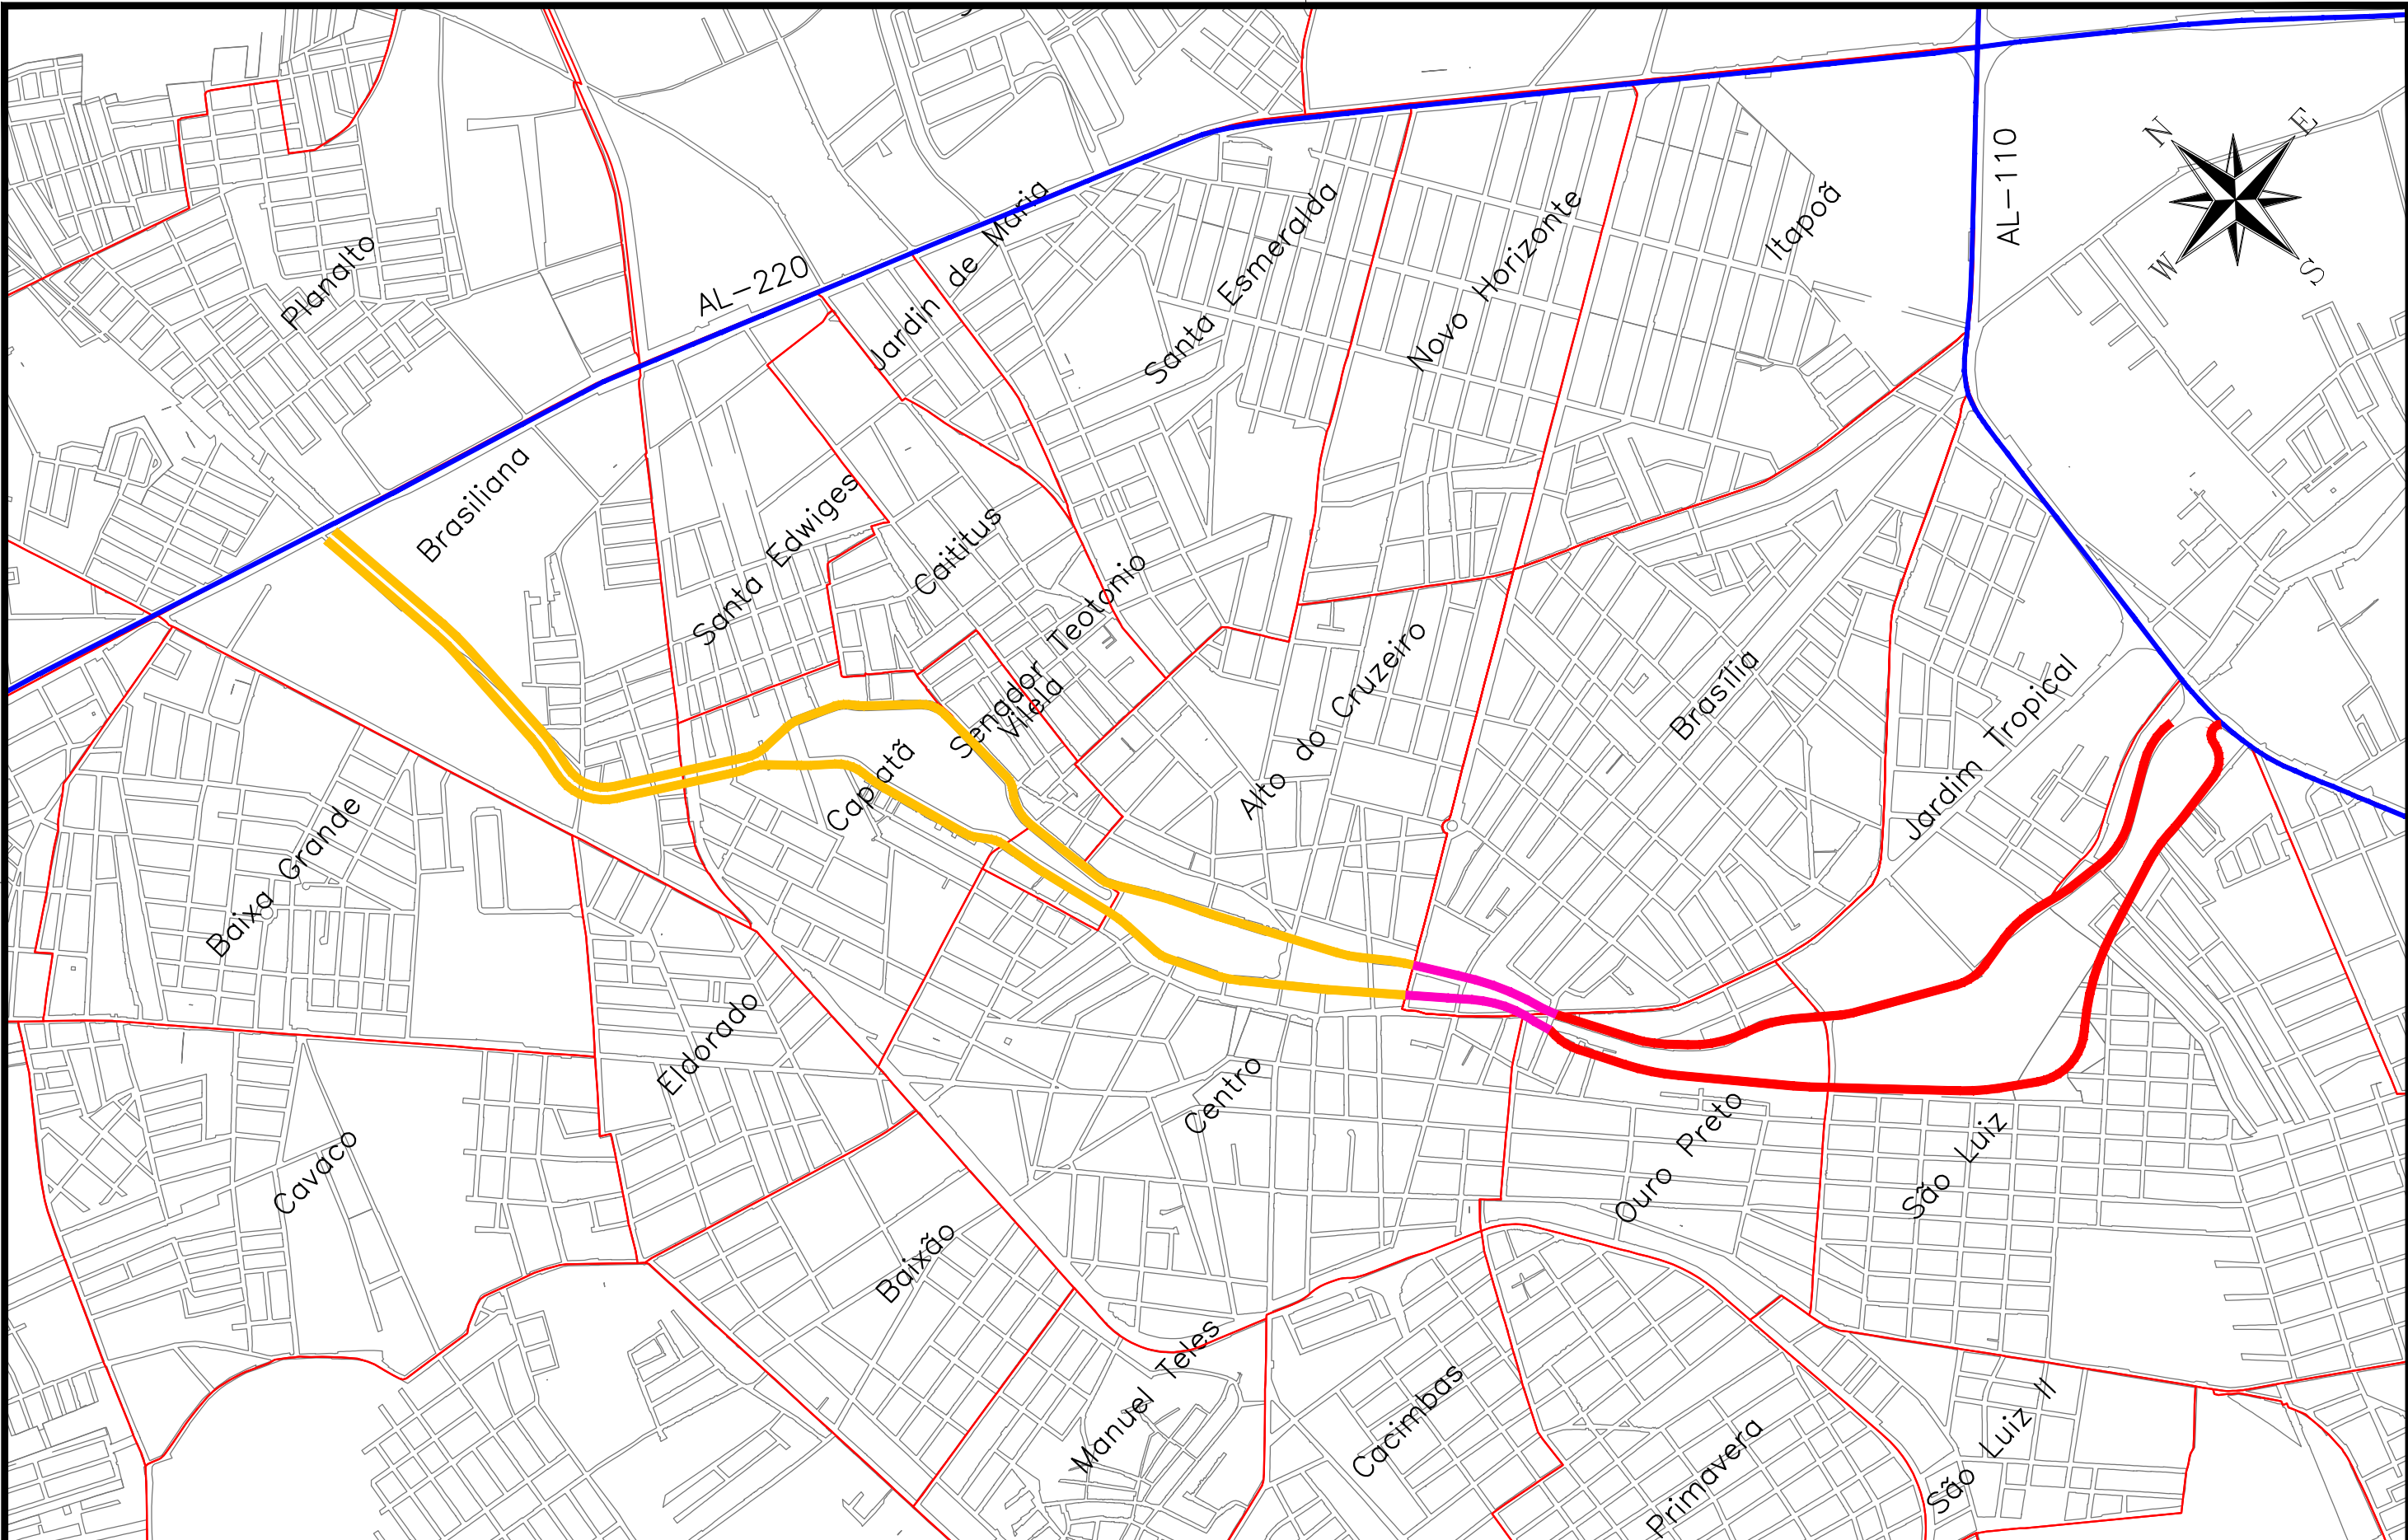 N
E
AL-110
Itapoã
Jardin de Maria
Santa Esmeralda
Novo Horizonte
Planalto
AL-220
W
S
Brasiliana
Santa Edwiges
Caititus
Senador Teotonio
Vilela
Alto do Cruzeiro
Brasília
Jardim Tropical
Capiatã
Baixa Grande
Eldorado
Centro
Ouro Preto
São Luiz
Cavaco
Baixão
Manuel Teles
Cacimbas
São Luiz II
Primavera